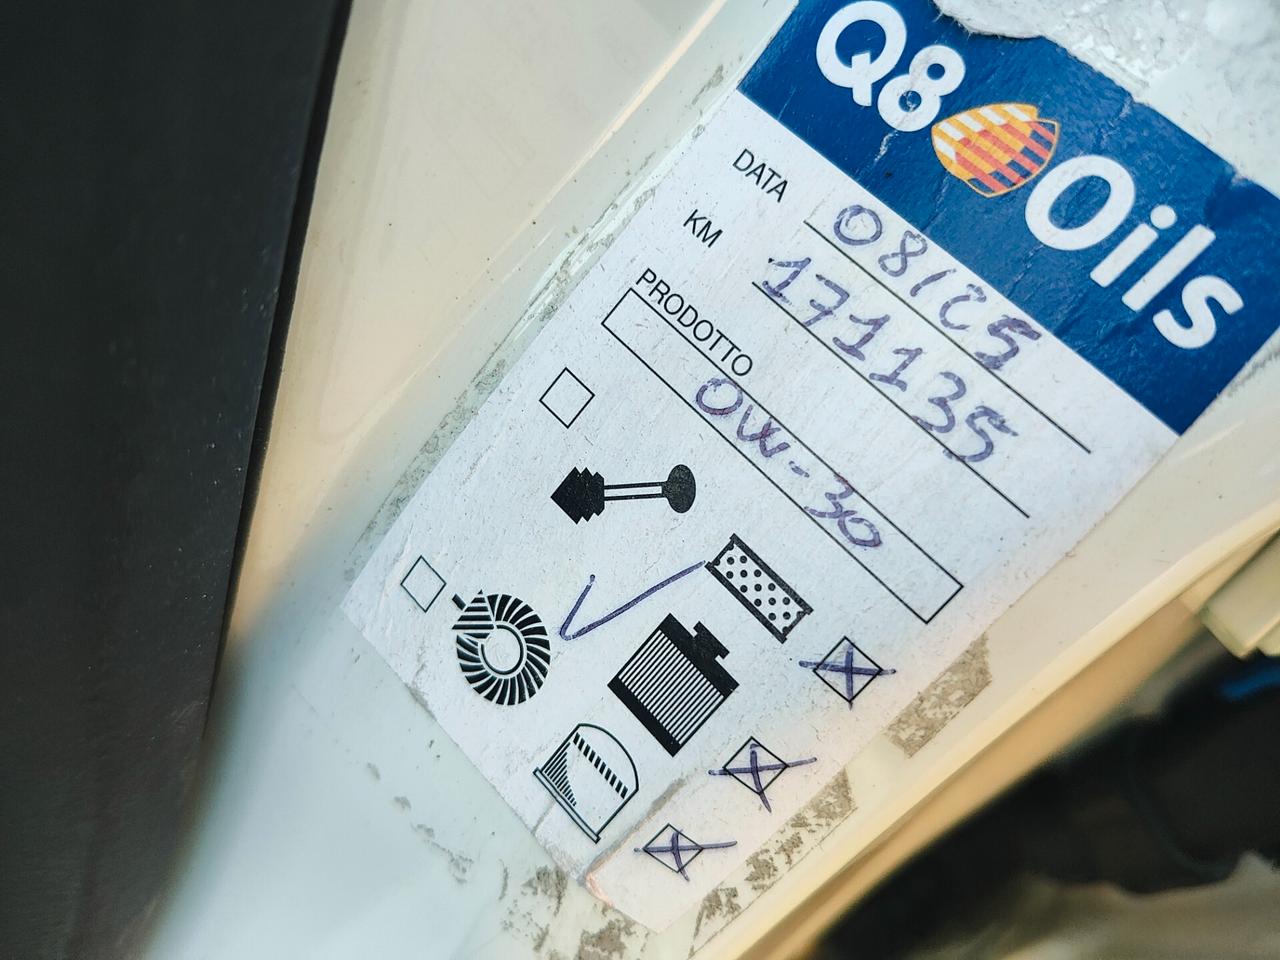 Q8 Oils
DATA 08/25
KM 171135
PRODOTTO
0W-30